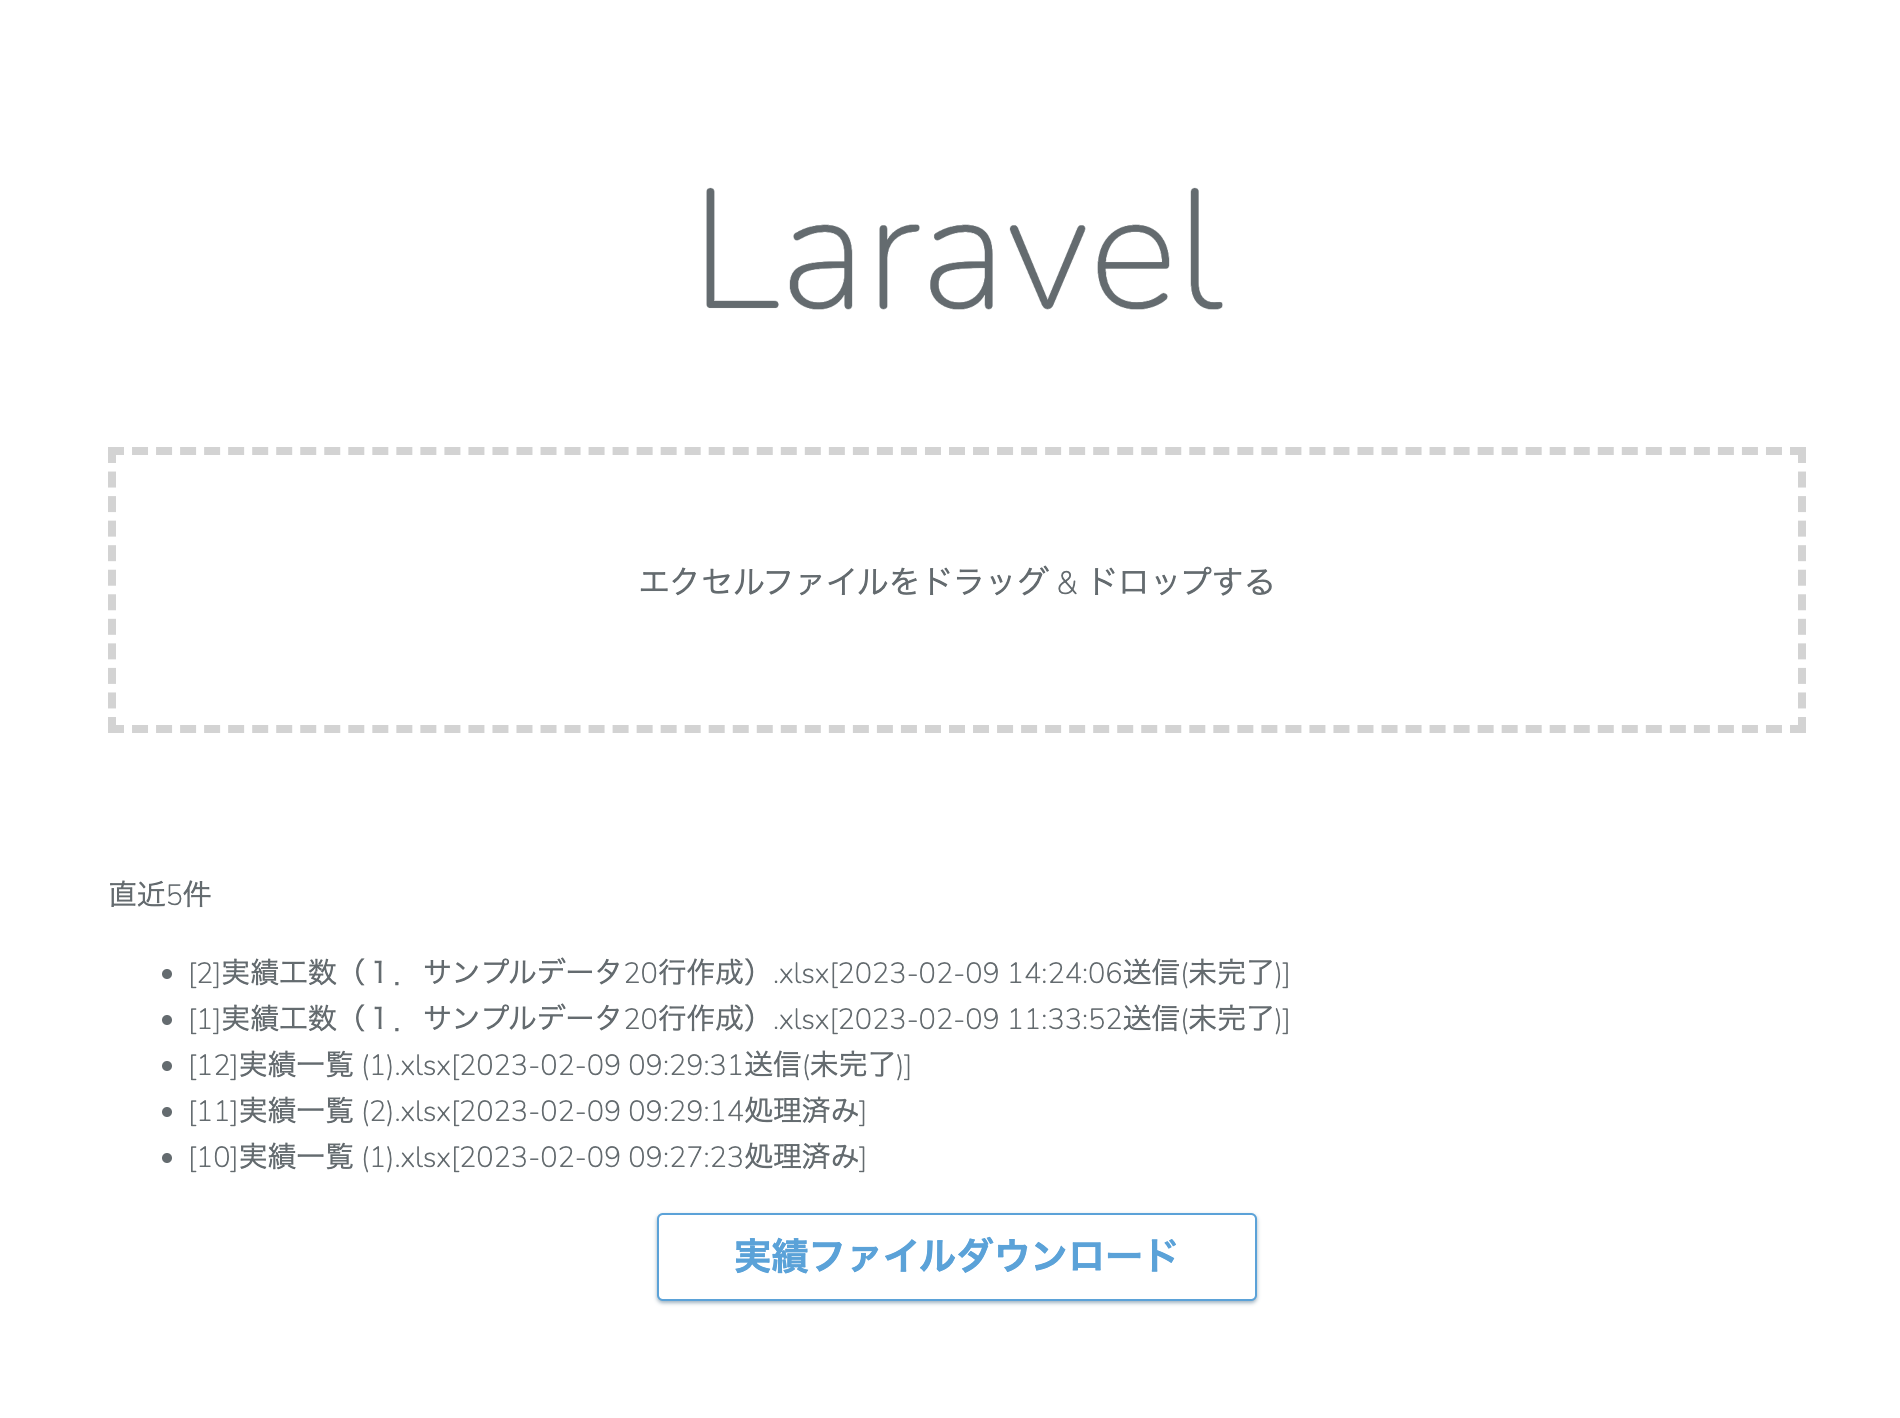 Laravel
エクセルファイルをドラッグ & ドロップする
直近5件
[2]実績工数（１．サンプルデータ20行作成）.xlsx[2023-02-09 14:24:06送信(未完了)]
[1]実績工数（１．サンプルデータ20行作成）.xlsx[2023-02-09 11:33:52送信(未完了)]
[12]実績一覧 (1).xlsx[2023-02-09 09:29:31送信(未完了)]
[11]実績一覧 (2).xlsx[2023-02-09 09:29:14処理済み]
[10]実績一覧 (1).xlsx[2023-02-09 09:27:23処理済み]
実績ファイルダウンロード